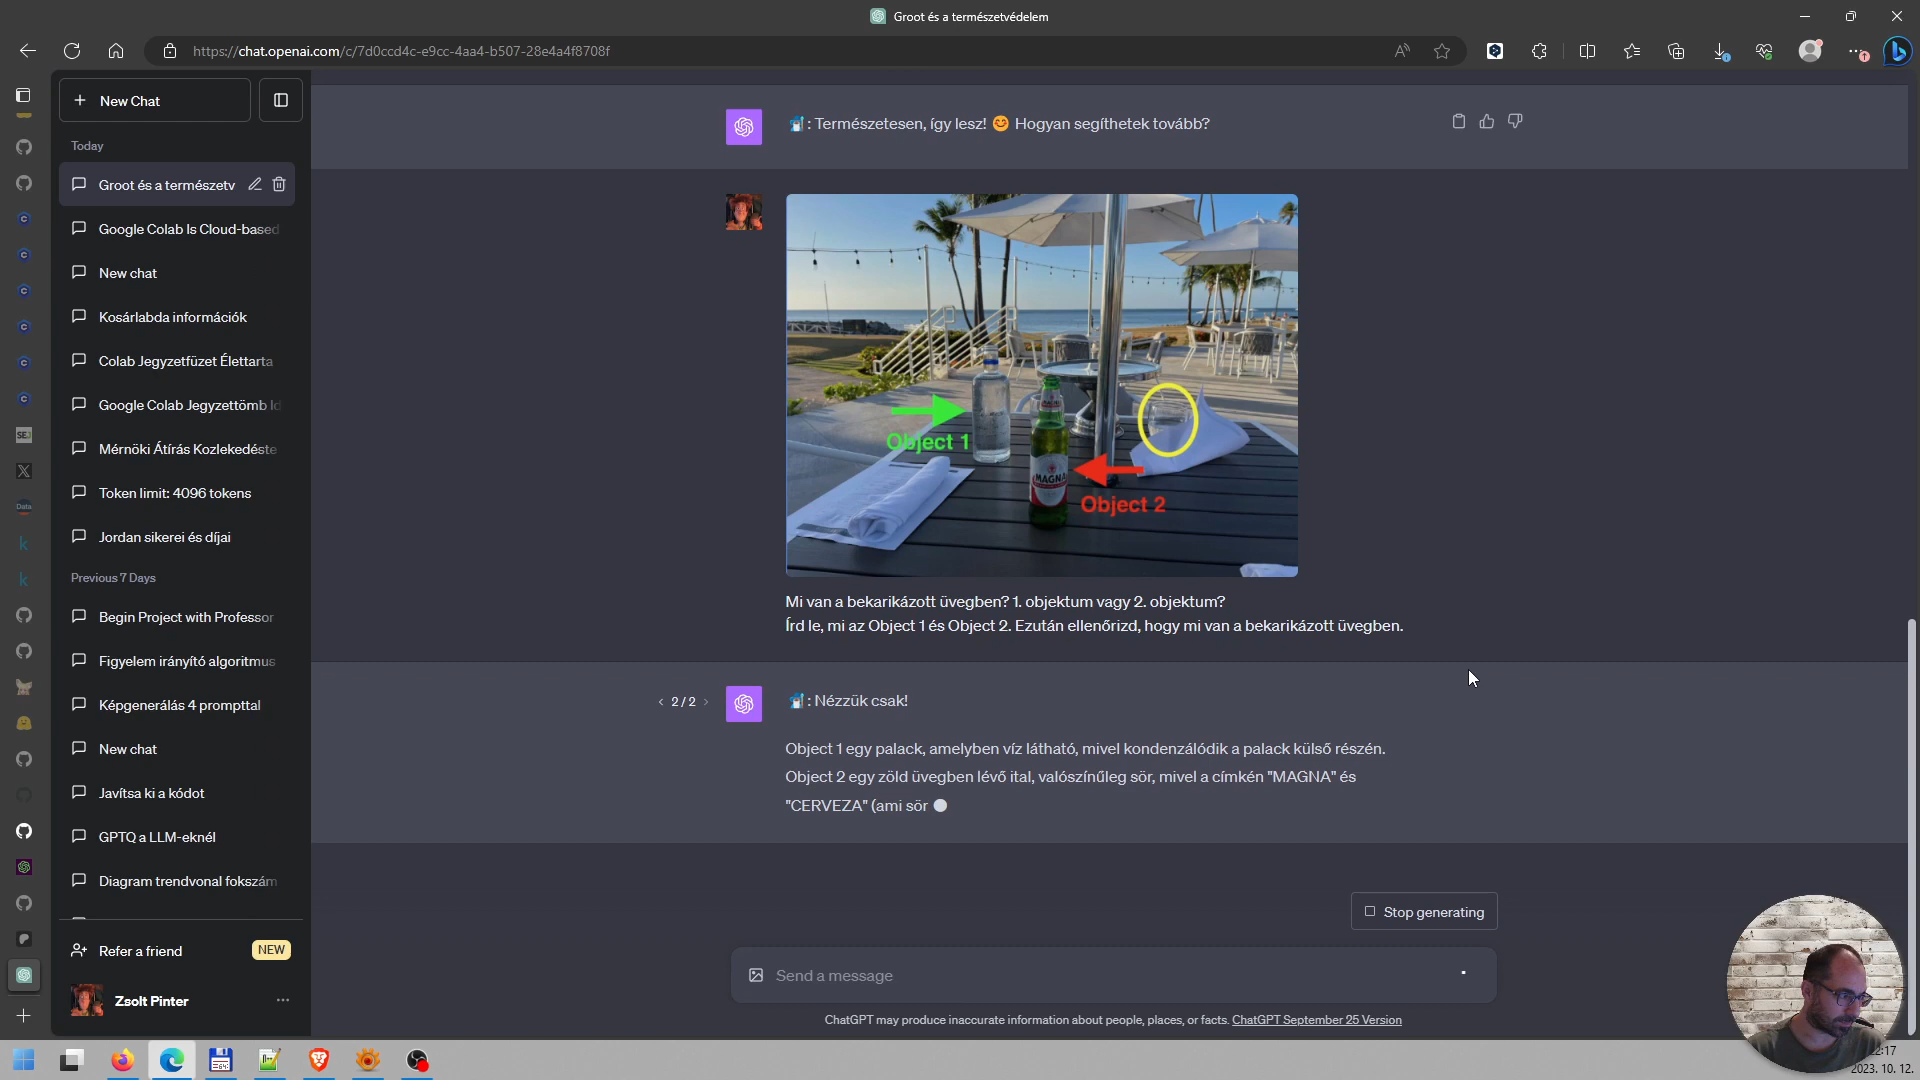 Groot és a természetvédelem
https://chat.openai.com/c/7d0ccd4c-e9cc-4aa4-b507-28e4a4f8708f
New Chat
Today
Groot és a természetv
Google Colab Is Cloud-based
New chat
Kosárlabda információk
Colab Jegyzetfüzet Élettarta
Google Colab Jegyzettömb Id
Mérnöki Átírás Kozlekedéste
Token limit: 4096 tokens
Jordan sikerei és díjai
Previous 7 Days
Begin Project with Professor
Figyelem irányító algoritmus
Képgenerálás 4 prompttal
New chat
Javítsa ki a kódot
GPTQ a LLM-eknél
Diagram trendvonal fokszám
Refer a friend NEW
Zsolt Pinter
: Természetesen, így lesz! 😊 Hogyan segíthetek tovább?
Object 1
MAGNA
Object 2
Mi van a bekarikázott üvegben? 1. objektum vagy 2. objektum?
Írd le, mi az Object 1 és Object 2. Ezután ellenőrizd, hogy mi van a bekarikázott üvegben.
2 / 2
: Nézzük csak!
Object 1 egy palack, amelyben víz látható, mivel kondenzálódik a palack külső részén.
Object 2 egy zöld üvegben lévő ital, valószínűleg sör, mivel a címkén "MAGNA" és
"CERVEZA" (ami sör
Stop generating
Send a message
ChatGPT may produce inaccurate information about people, places, or facts. ChatGPT September 25 Version
2023. 10. 12.